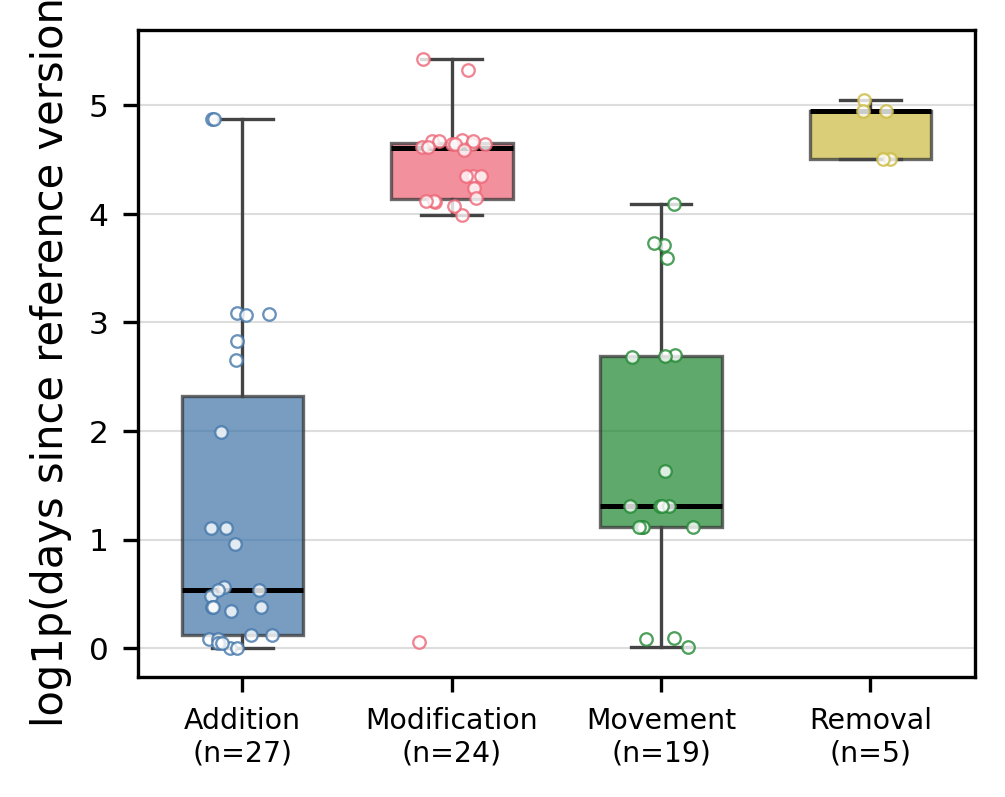 log1p(days since reference version
5
4
3
2
1
0
Addition
(n=27)
Modification
(n=24)
Movement
(n=19)
Removal
(n=5)